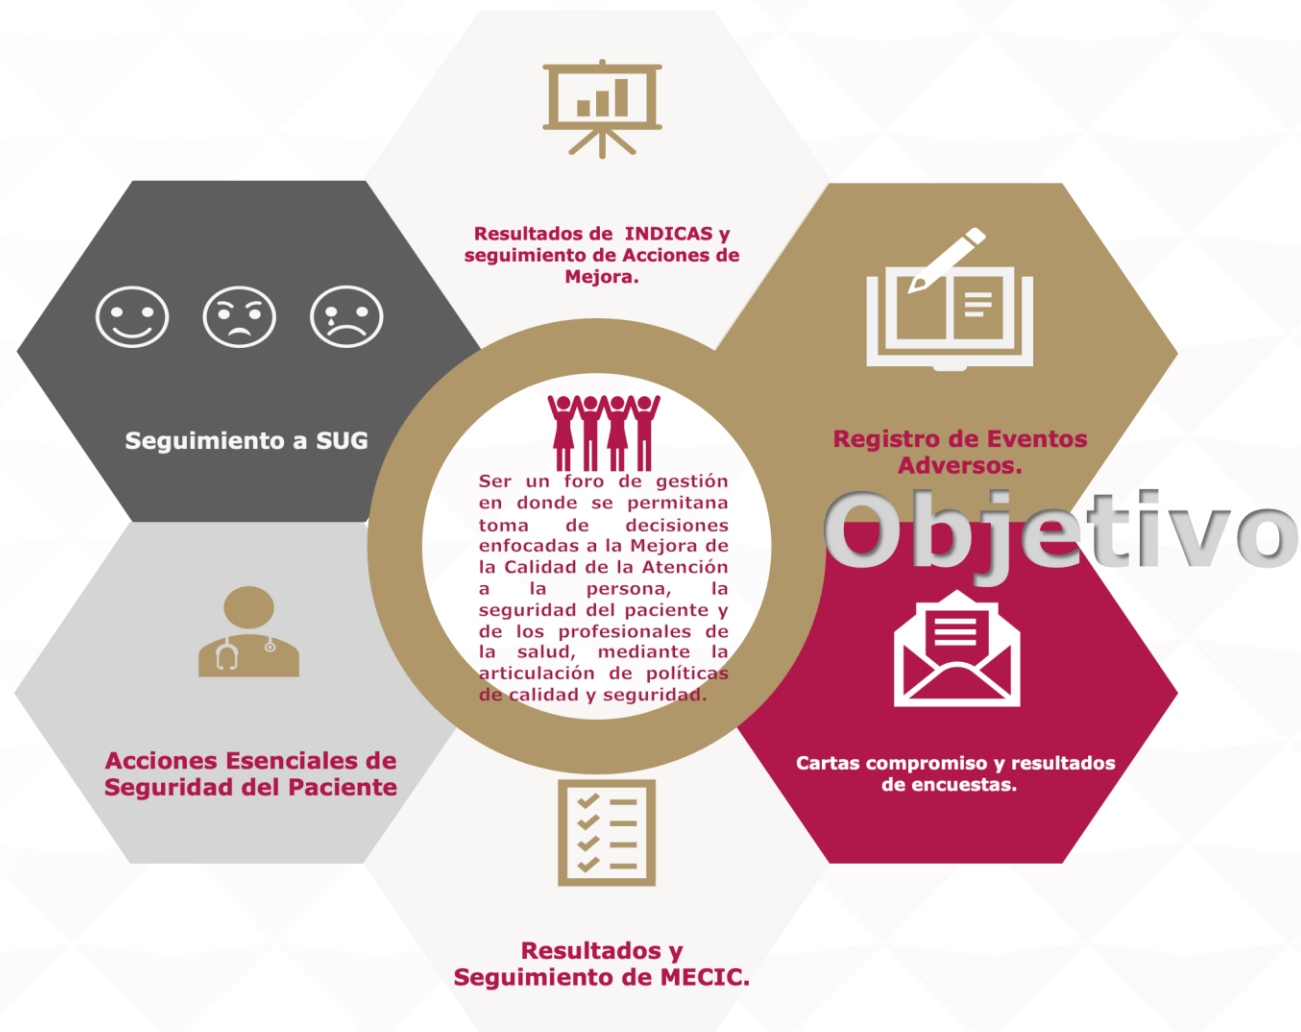 Resultados de INDICAS y
seguimiento de Acciones de
Mejora.
Seguimiento a SUG
Registro de Eventos
Adversos.
Objetivo
Ser un foro de gestión
en donde se permitana
toma de decisiones
enfocadas a la Mejora de
la Calidad de la Atención
a la persona, la
seguridad del paciente y
de los profesionales de
la salud, mediante la
articulación de políticas
de calidad y seguridad.
Acciones Esenciales de
Seguridad del Paciente
Cartas compromiso y resultados
de encuestas.
Resultados y
Seguimiento de MECIC.